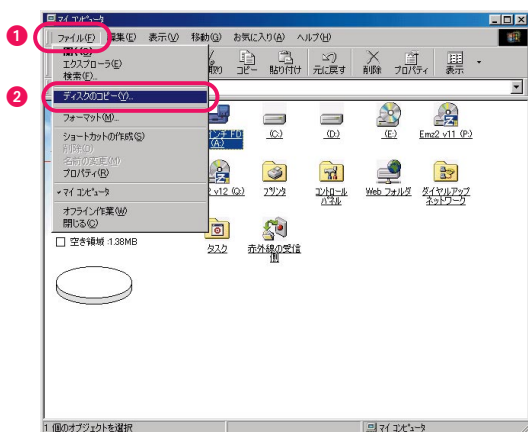 マイ コンピュータ
1
ファイル(F) 編集(E) 表示(V) 移動(G) お気に入り(A) ヘルプ(H)
開く(O)
エクスプローラ(E)
検索(F)...
コピー 貼り付け 元に戻す 削除 プロパティ 表示
2
ディスクのコピー(Y)...
フォーマット(M)...
ショートカットの作成(S)
削除(D)
名前の変更(M)
プロパティ(R)
マイ コンピュータ
オフライン作業(W)
閉じる(C)
(A) (C:) (D:) (E:) Emz2 v11 (P:)
v12 (Q:) プリンタ コントロール パネル Web フォルダ ダイヤルアップ ネットワーク
空き領域 :1.38MB
タスク 赤外線の受信側
1 個のオブジェクトを選択
マイ コンピュータ